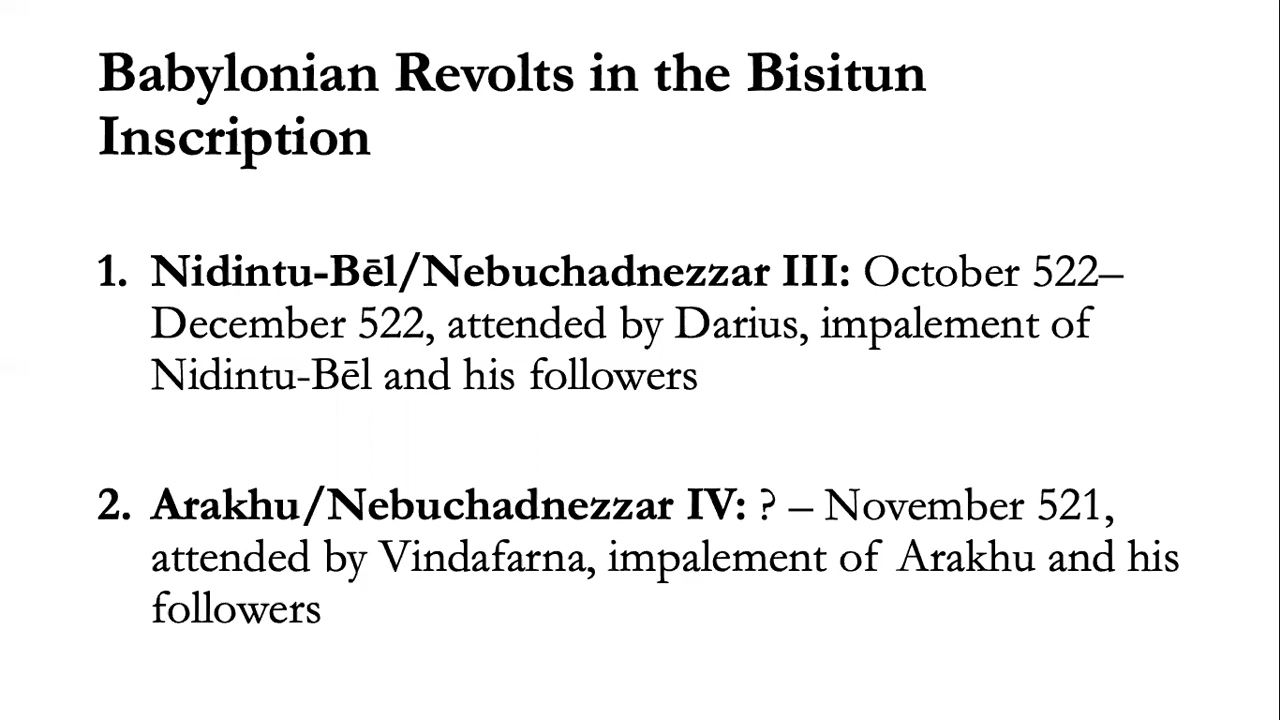 Babylonian Revolts in the Bisitun
Inscription
1. Nidintu-Bēl/Nebuchadnezzar III: October 522–
December 522, attended by Darius, impalement of
Nidintu-Bēl and his followers
2. Arakhu/Nebuchadnezzar IV: ? – November 521,
attended by Vindafarna, impalement of Arakhu and his
followers